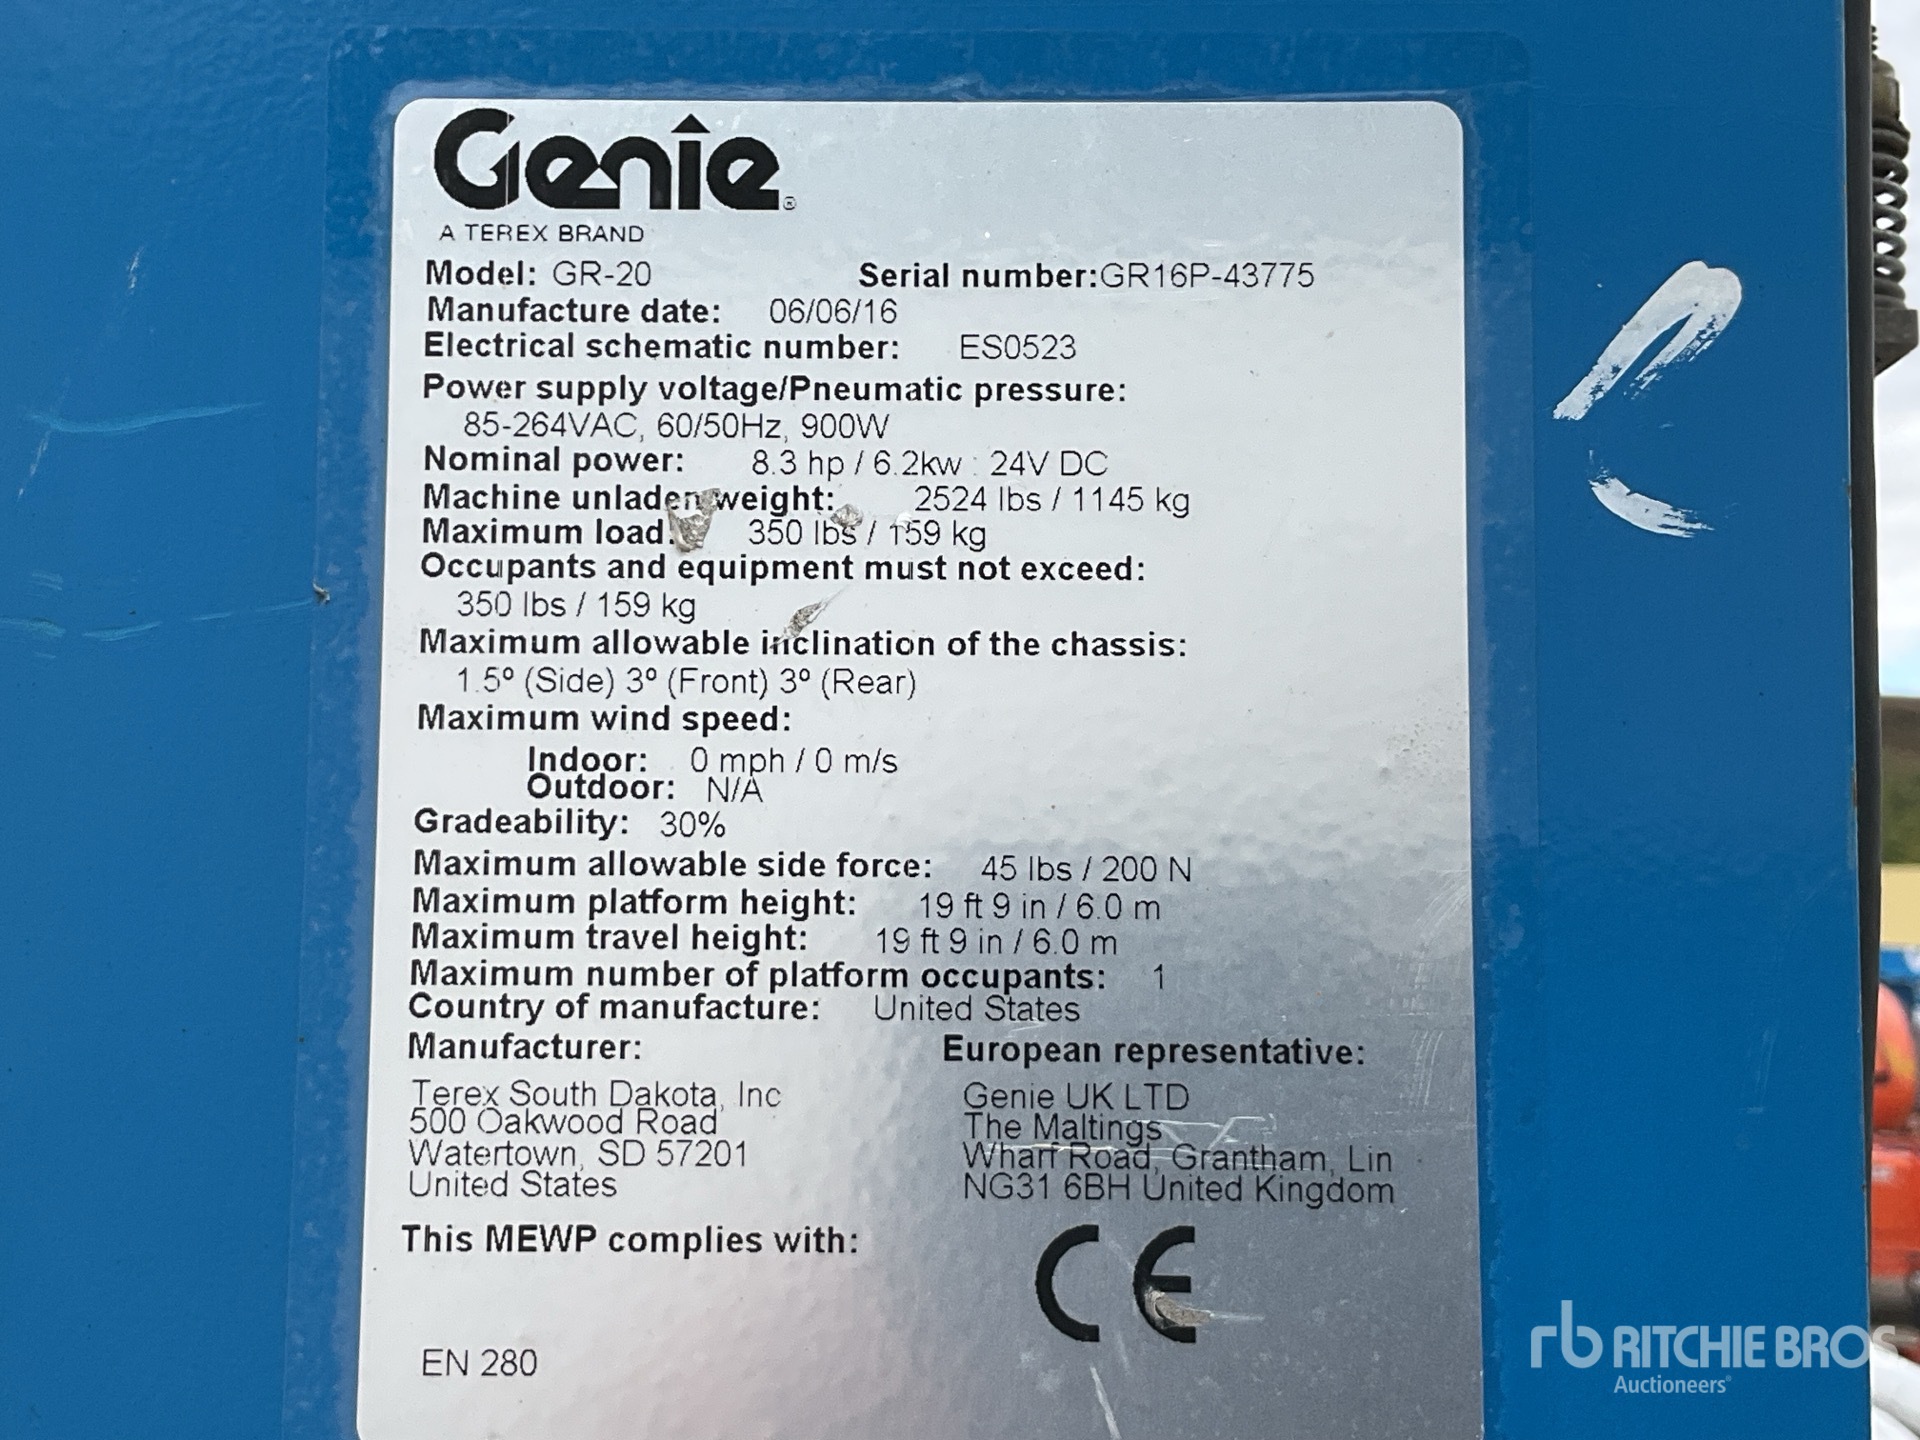 Genie®
A TEREX BRAND
Model: GR-20 Serial number:GR16P-43775
Manufacture date: 06/06/16
Electrical schematic number: ES0523
Power supply voltage/Pneumatic pressure:
85-264VAC, 60/50Hz, 900W
Nominal power: 8.3 hp / 6.2kw : 24V DC
Machine unladen weight: 2524 lbs / 1145 kg
Maximum load: 350 lbs / 159 kg
Occupants and equipment must not exceed:
350 lbs / 159 kg
Maximum allowable inclination of the chassis:
1.5º (Side) 3º (Front) 3º (Rear)
Maximum wind speed:
Indoor: 0 mph / 0 m/s
Outdoor: N/A
Gradeability: 30%
Maximum allowable side force: 45 lbs / 200 N
Maximum platform height: 19 ft 9 in / 6.0 m
Maximum travel height: 19 ft 9 in / 6.0 m
Maximum number of platform occupants: 1
Country of manufacture: United States
Manufacturer:
Terex South Dakota, Inc
500 Oakwood Road
Watertown, SD 57201
United States
European representative:
Genie UK LTD
The Maltings
Wharf Road, Grantham, Lin
NG31 6BH United Kingdom
This MEWP complies with:
CE
EN 280
rb RITCHIE BROS
Auctioneers®